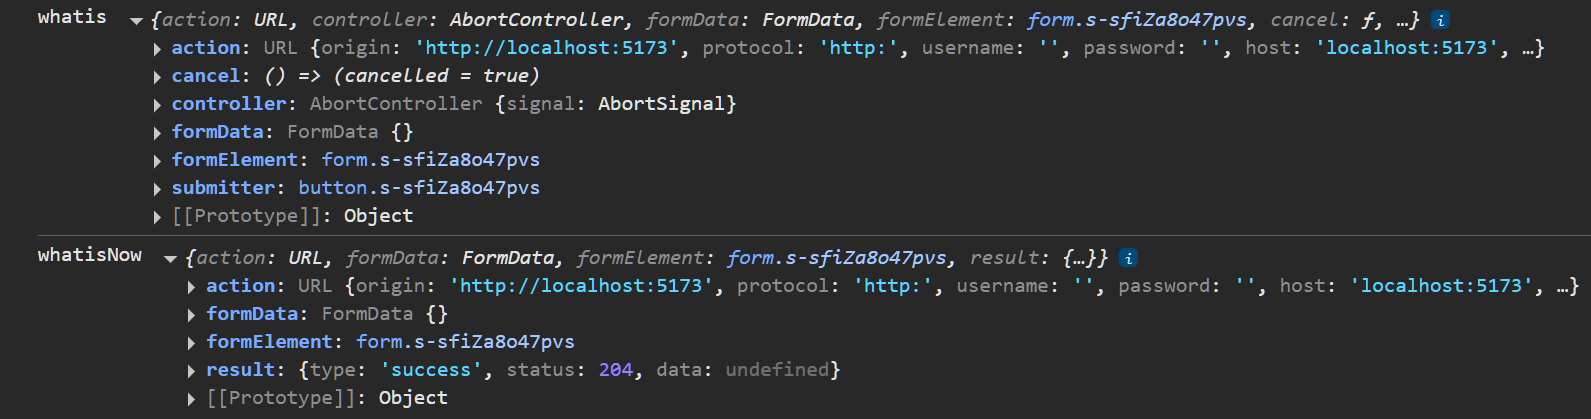 whatis {action: URL, controller: AbortController, formData: FormData, formElement: form.s-sfiZa8o47pvs, cancel: ƒ, …} i
action: URL {origin: 'http://localhost:5173', protocol: 'http:', username: '', password: '', host: 'localhost:5173', …}
cancel: () => (cancelled = true)
controller: AbortController {signal: AbortSignal}
formData: FormData {}
formElement: form.s-sfiZa8o47pvs
submitter: button.s-sfiZa8o47pvs
[[Prototype]]: Object
whatisNow {action: URL, formData: FormData, formElement: form.s-sfiZa8o47pvs, result: {…}} i
action: URL {origin: 'http://localhost:5173', protocol: 'http:', username: '', password: '', host: 'localhost:5173', …}
formData: FormData {}
formElement: form.s-sfiZa8o47pvs
result: {type: 'success', status: 204, data: undefined}
[[Prototype]]: Object